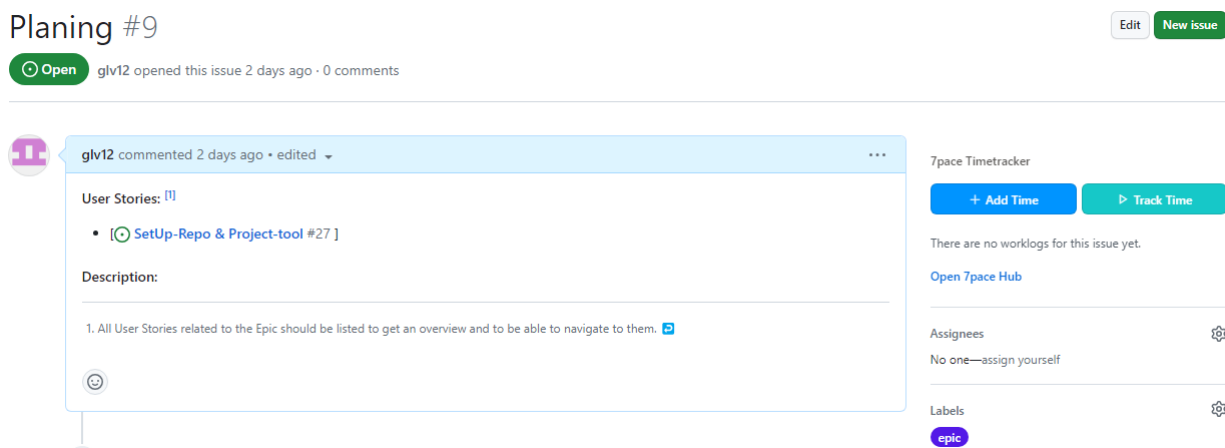 Planing #9
Edit
New issue
Open
glv12 opened this issue 2 days ago · 0 comments
glv12 commented 2 days ago • edited
User Stories: [1]
[ SetUp-Repo & Project-tool #27 ]
Description:
1. All User Stories related to the Epic should be listed to get an overview and to be able to navigate to them.
7pace Timetracker
+ Add Time
Track Time
There are no worklogs for this issue yet.
Open 7pace Hub
Assignees
No one—assign yourself
Labels
epic